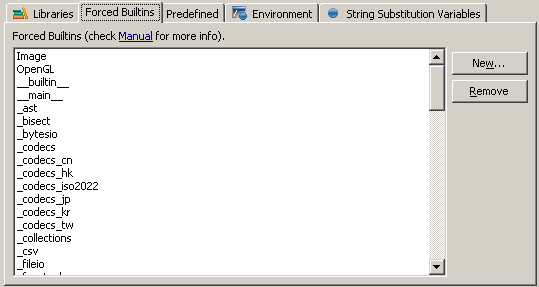 Libraries Forced Builtins Predefined Environment String Substitution Variables
Forced Builtins (check Manual for more info).
Image
OpenGL
__builtin__
__main__
_ast
_bisect
_bytesio
_codecs
_codecs_cn
_codecs_hk
_codecs_iso2022
_codecs_jp
_codecs_kr
_codecs_tw
_collections
_csv
_fileio
New...
Remove